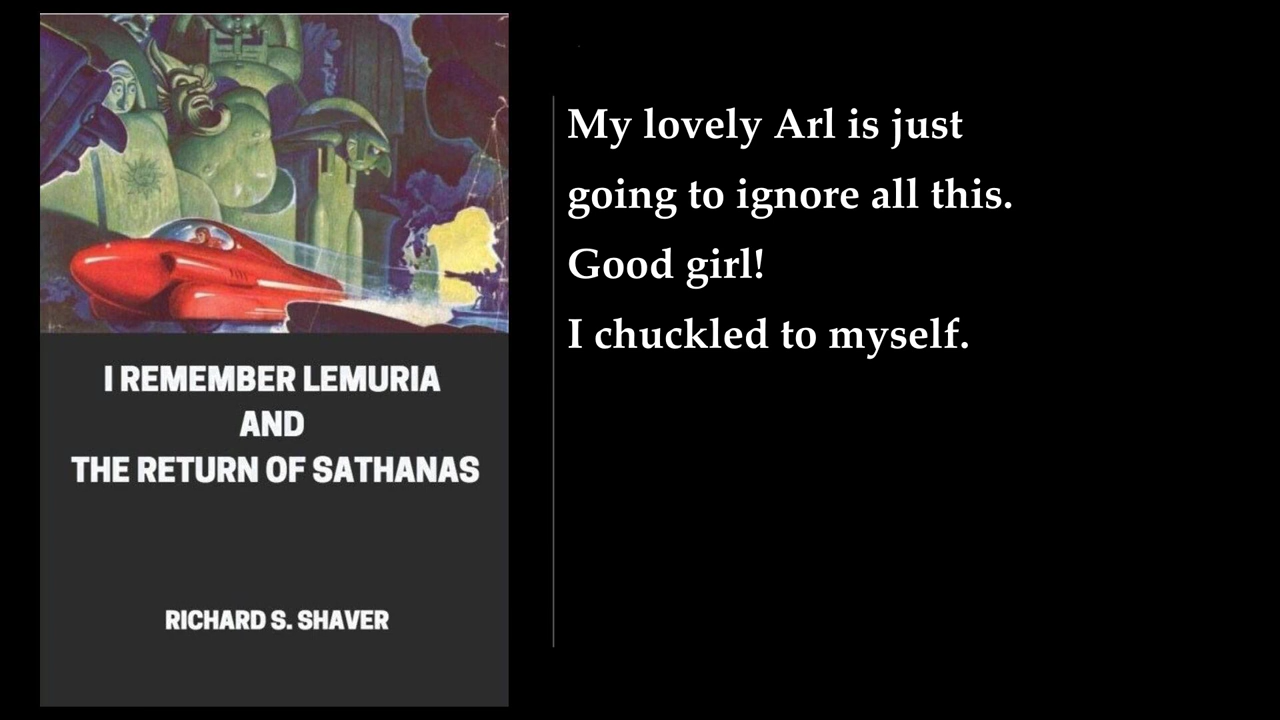 I REMEMBER LEMURIA
AND
THE RETURN OF SATHANAS
RICHARD S. SHAVER
My lovely Arl is just
going to ignore all this.
Good girl!
I chuckled to myself.